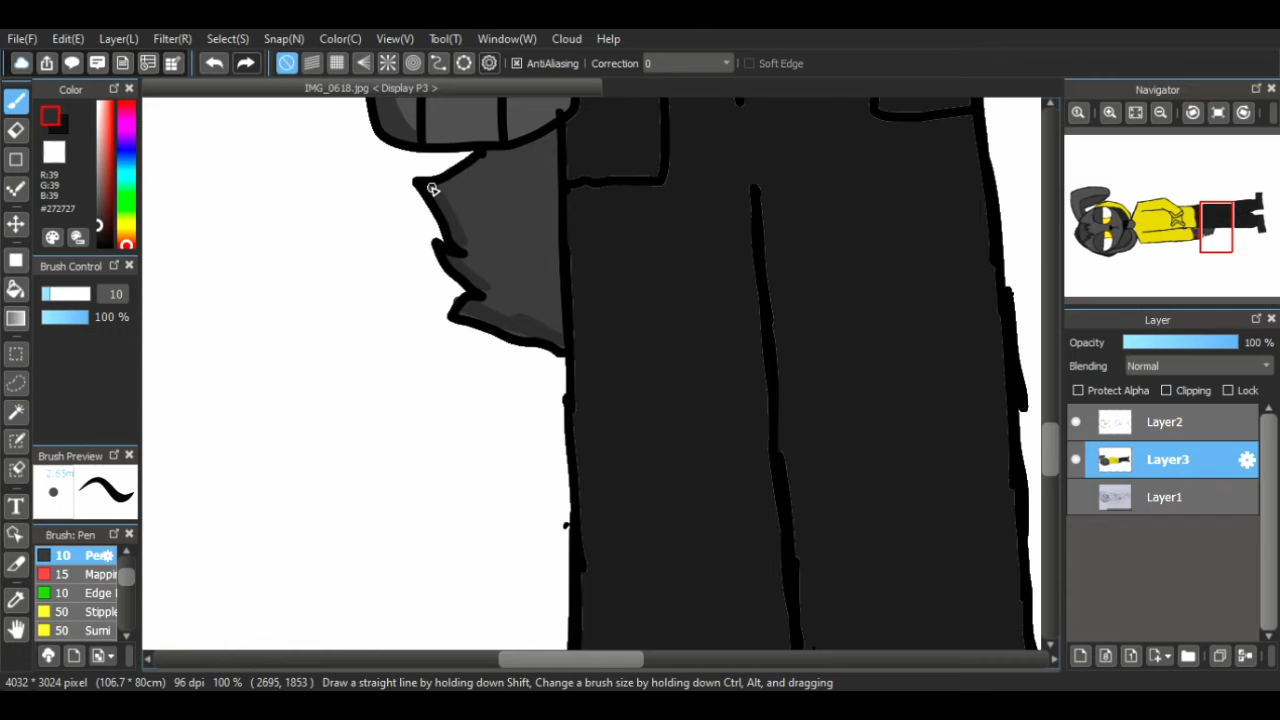 File(F) Edit(E) Layer(L) Filter(R) Select(S) Snap(N) Color(C) View(V) Tool(T) Window(W) Cloud Help
AntiAliasing Correction 0 Soft Edge
Color
IMG_0618.jpg < Display P3 >
Navigator
R:39
G:39
B:39
#272727
Brush Control
10
100 %
Layer
Opacity 100 %
Blending Normal
Protect Alpha Clipping Lock
Layer2
Layer3
Layer1
Brush Preview
Brush: Pen
10 Pen
15 Mappin
10 Edge
50 Stipple
50 Sumi
4032 * 3024 pixel (106.7 * 80cm) 96 dpi 100 % ( 2695, 1853 ) Draw a straight line by holding down Shift, Change a brush size by holding down Ctrl, Alt, and dragging